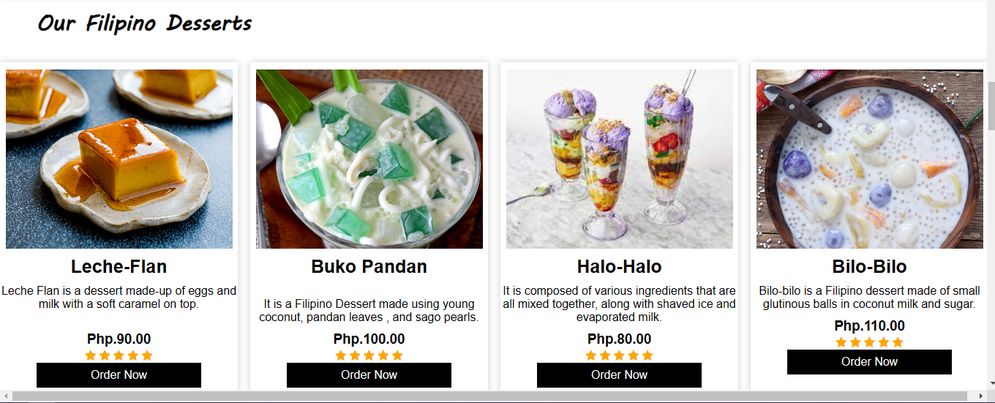 Our Filipino Desserts
Leche-Flan
Leche Flan is a dessert made-up of eggs and
milk with a soft caramel on top.
Php.90.00
Order Now
Buko Pandan
It is a Filipino Dessert made using young
coconut, pandan leaves , and sago pearls.
Php.100.00
Order Now
Halo-Halo
It is composed of various ingredients that are
all mixed together, along with shaved ice and
evaporated milk.
Php.80.00
Order Now
Bilo-Bilo
Bilo-bilo is a Filipino dessert made of small
glutinous balls in coconut milk and sugar.
Php.110.00
Order Now